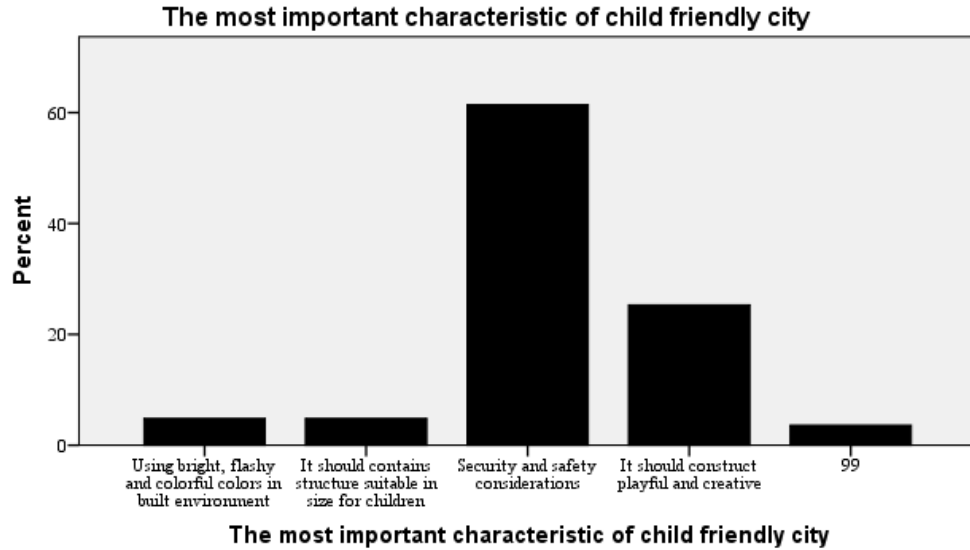 The most important characteristic of child friendly city
60
40
20
0
Percent
Using bright, flashy
and colorful colors in
built environment
It should contains
structure suitable in
size for children
Security and safety
considerations
It should construct
playful and creative
99
The most important characteristic of child friendly city